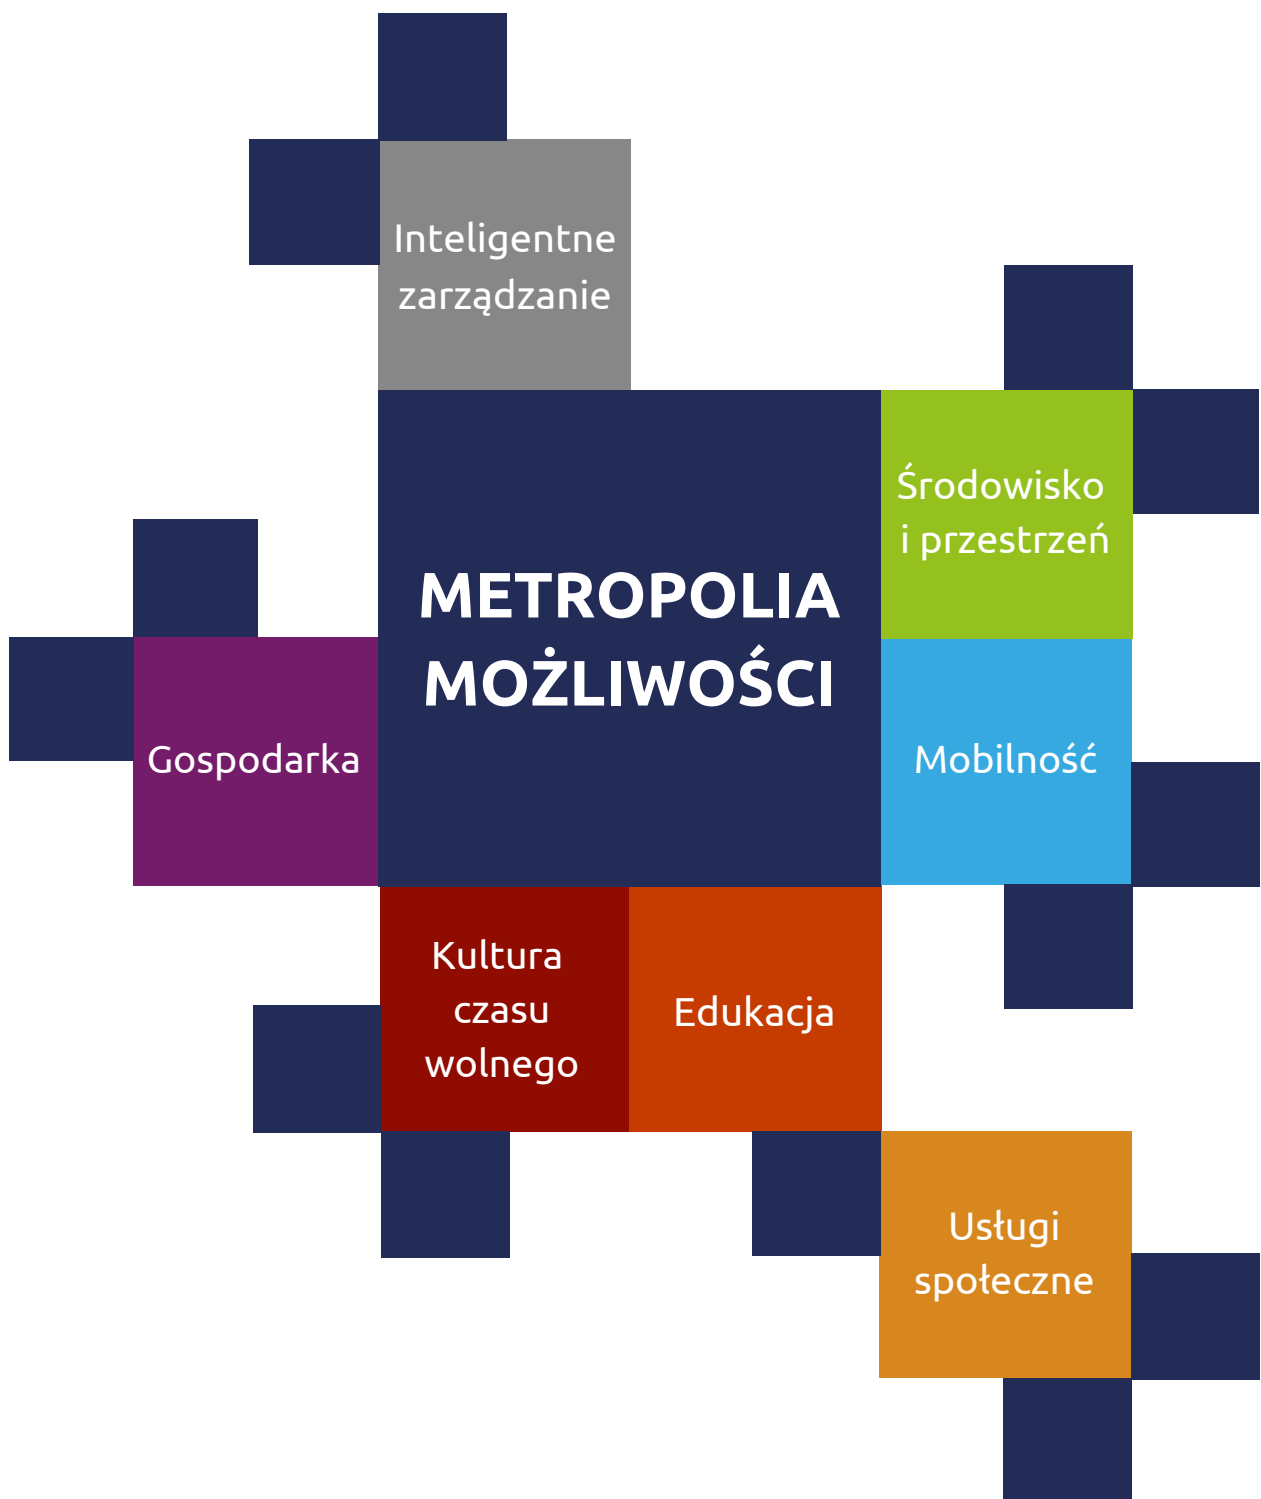 Inteligentne
zarządzanie
Środowisko
i przestrzeń
METROPOLIA
MOŻLIWOŚCI
Gospodarka
Mobilność
Kultura
czasu
wolnego
Edukacja
Usługi
społeczne